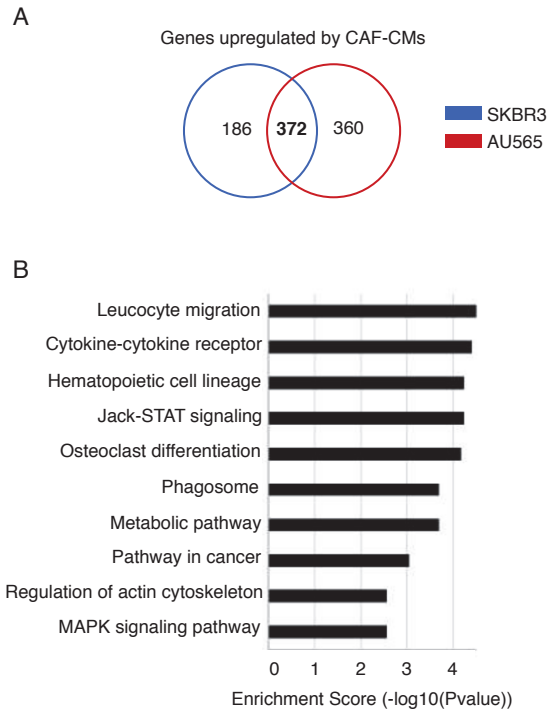 A
Genes upregulated by CAF-CMs
186 372 360
SKBR3
AU565
B
Leucocyte migration
Cytokine-cytokine receptor
Hematopoietic cell lineage
Jack-STAT signaling
Osteoclast differentiation
Phagosome
Metabolic pathway
Pathway in cancer
Regulation of actin cytoskeleton
MAPK signaling pathway
0 1 2 3 4
Enrichment Score (-log10(Pvalue))